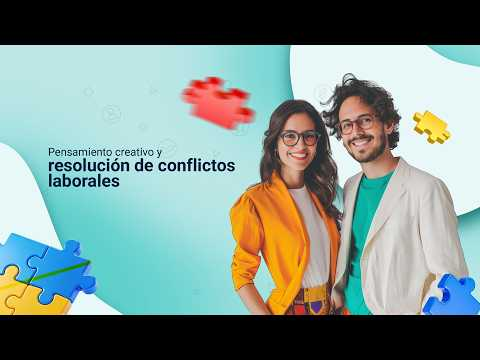 Pensamiento creativo y
resolución de conflictos
laborales